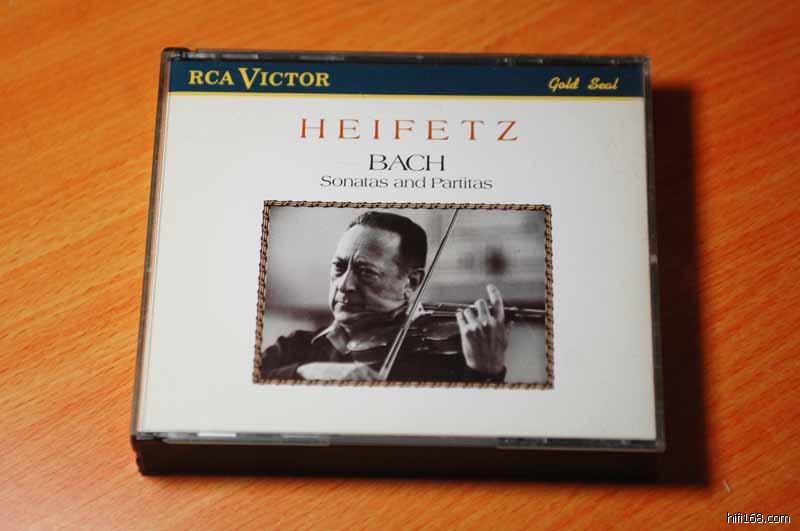 RCA VICTOR Gold Seal
HEIFETZ
BACH
Sonatas and Partitas
hifi168.com